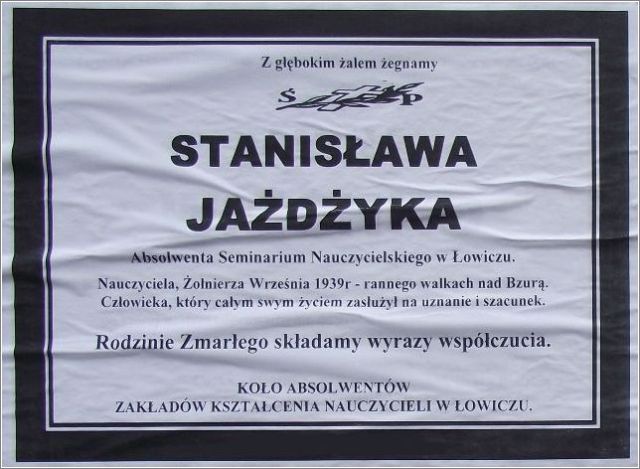 Z głębokim żalem żegnamy
Ś P
STANISŁAWA
JAŻDŻYKA
Absolwenta Seminarium Nauczycielskiego w Łowiczu.
Nauczyciela, Żołnierza Września 1939r - rannego walkach nad Bzurą.
Człowieka, który całym swym życiem zasłużył na uznanie i szacunek.
Rodzinie Zmarłego składamy wyrazy współczucia.
KOŁO ABSOLWENTÓW
ZAKŁADÓW KSZTAŁCENIA NAUCZYCIELI W ŁOWICZU.